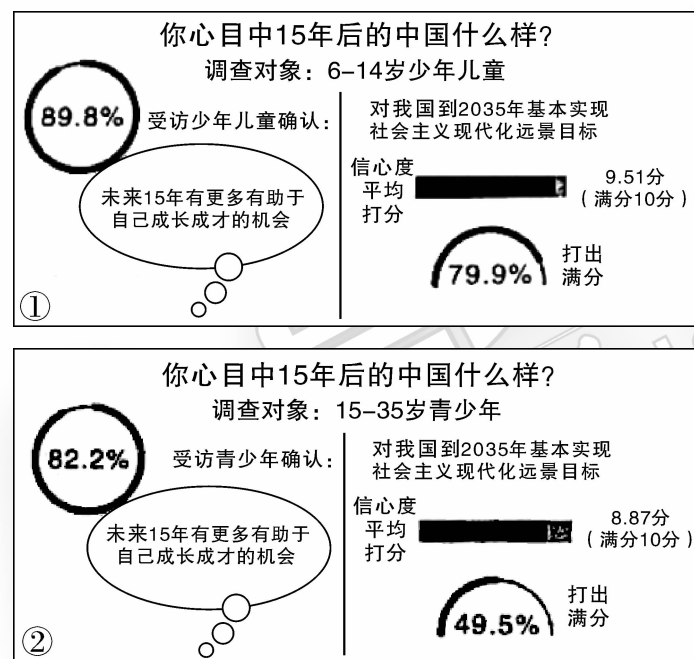 你心目中15年后的中国什么样？
调查对象：6-14岁少年儿童
89.8%
受访少年儿童确认：
未来15年有更多有助于
自己成长成才的机会
对我国到2035年基本实现
社会主义现代化远景目标
信心度
平均
打分
9.51分
（满分10分）
79.9%
打出
满分
①
你心目中15年后的中国什么样？
调查对象：15-35岁青少年
82.2%
受访青少年确认：
未来15年有更多有助于
自己成长成才的机会
对我国到2035年基本实现
社会主义现代化远景目标
信心度
平均
打分
8.87分
（满分10分）
49.5%
打出
满分
②